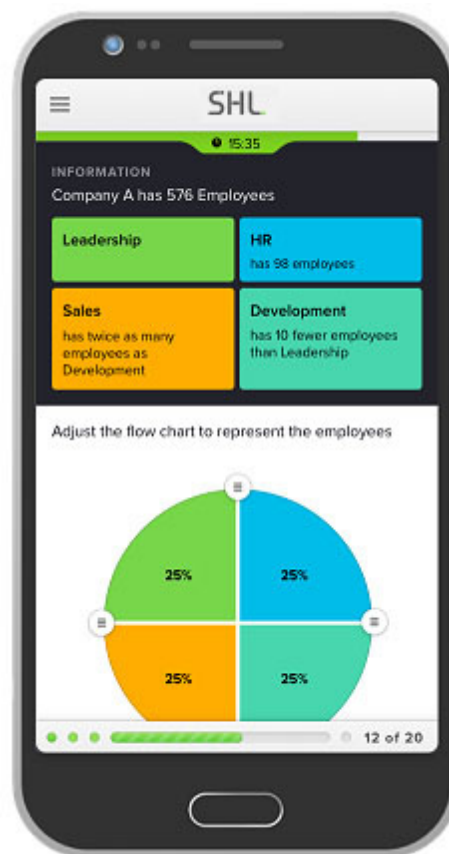 SHL
15:35
INFORMATION
Company A has 576 Employees
Leadership
HR
has 98 employees
Sales
has twice as many
employees as
Development
Development
has 10 fewer employees
than Leadership
Adjust the flow chart to represent the employees
25%
25%
25%
25%
12 of 20